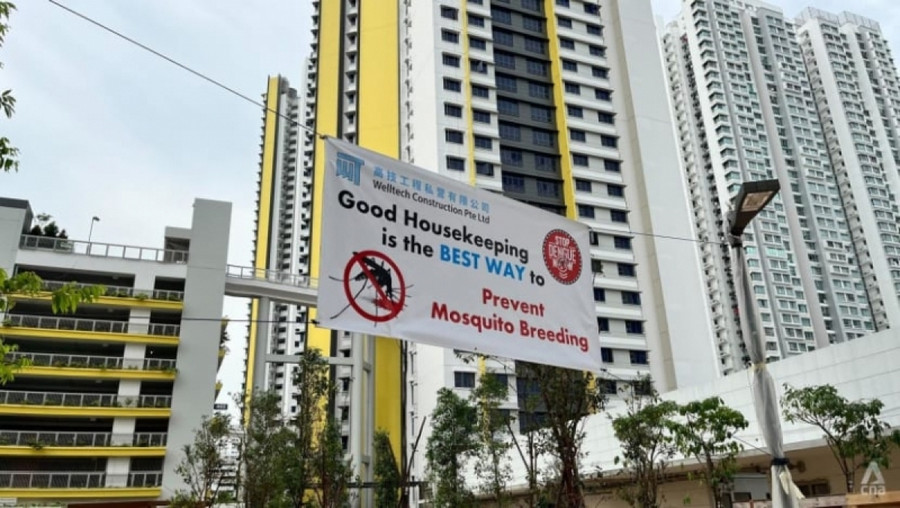 高技工程私营有限公司
Welltech Construction Pte Ltd
Good Housekeeping
is the BEST WAY to
Prevent
Mosquito Breeding
STOP
DENGUE
NOW
cna